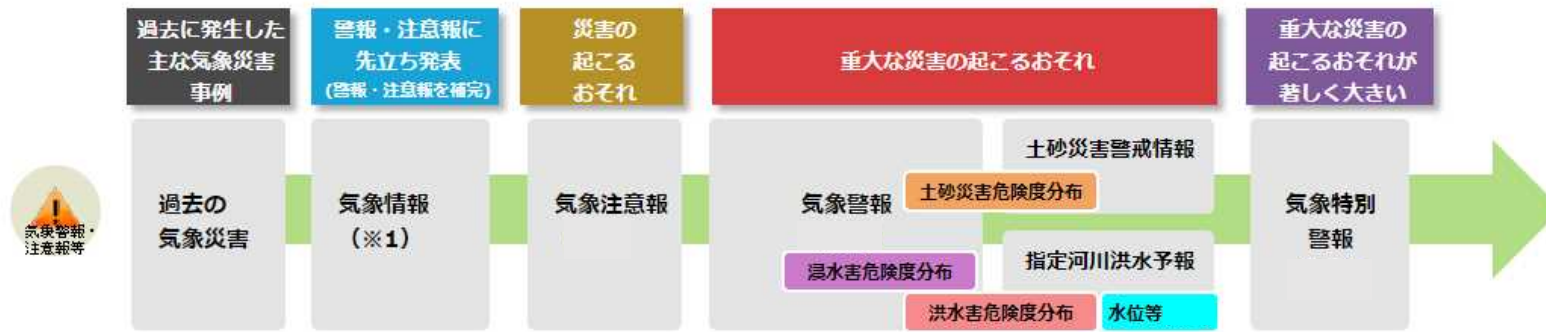 過去に発生した
主な気象災害
事例
警報・注意報に
先立ち発表
(警報・注意報を補完)
災害の
起こる
おそれ
重大な災害の起こるおそれ
重大な災害の
起こるおそれが
著しく大きい
気象警報・
注意報等
過去の
気象災害
気象情報
(※1)
気象注意報
気象警報
土砂災害警戒情報
土砂災害危険度分布
浸水害危険度分布
指定河川洪水予報
洪水害危険度分布
水位等
気象特別
警報